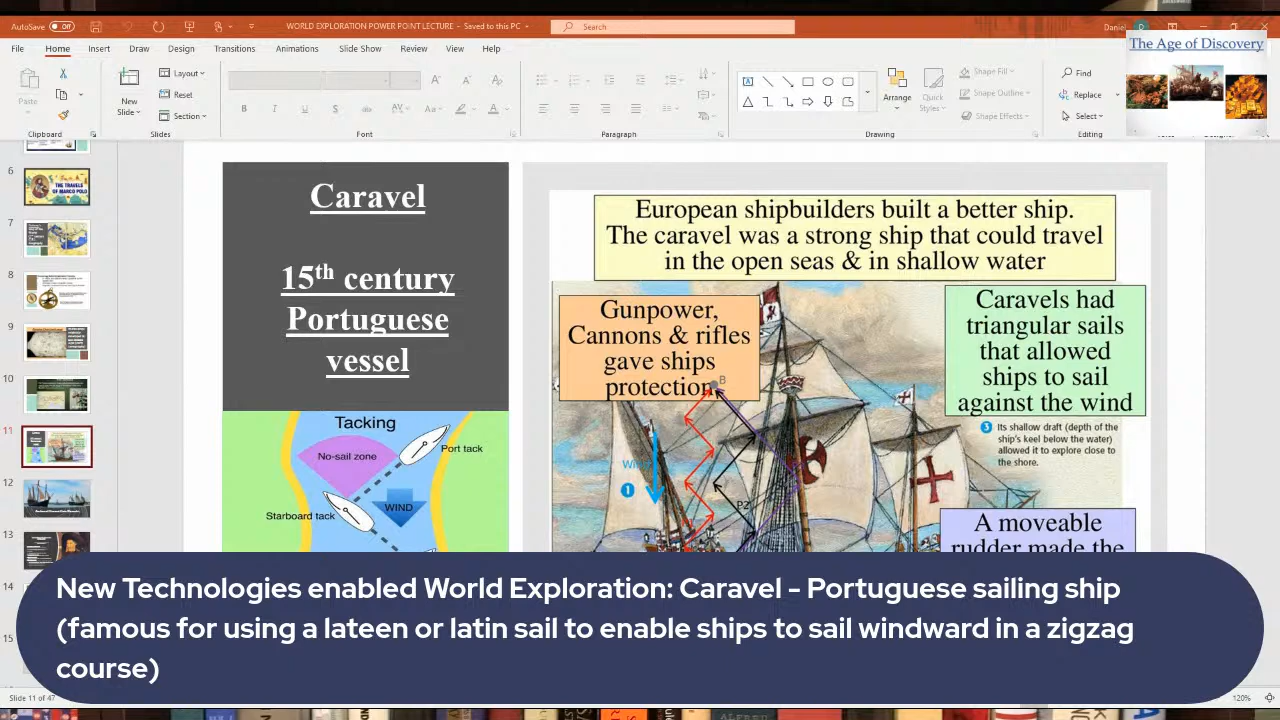 AutoSave Off
WORLD EXPLORATION POWER POINT LECTURE - Saved to this PC
Search
Daniel D
File Home Insert Draw Design Transitions Animations Slide Show Review View Help
The Age of Discovery
Paste
New Slide
Layout
Reset
Section
Shape Fill
Shape Outline
Shape Effects
Arrange
Quick Styles
Find
Replace
Select
Clipboard
Slides
Font
Paragraph
Drawing
Editing
6
THE TRAVELS
OF MARCO POLO
7
8
9
10
11
12
13
14
15
Caravel
15th century
Portuguese
vessel
Tacking
No-sail zone
Port tack
Starboard tack
WIND
European shipbuilders built a better ship.
The caravel was a strong ship that could travel
in the open seas & in shallow water
Gunpower,
Cannons & rifles
gave ships
protection
B
Caravels had
triangular sails
that allowed
ships to sail
against the wind
3 Its shallow draft (depth of the
ship's keel below the water)
allowed it to explore close to
the shore.
1
A moveable
rudder made the
New Technologies enabled World Exploration: Caravel - Portuguese sailing ship
(famous for using a lateen or latin sail to enable ships to sail windward in a zigzag
course)
Slide 11 of 47
120%